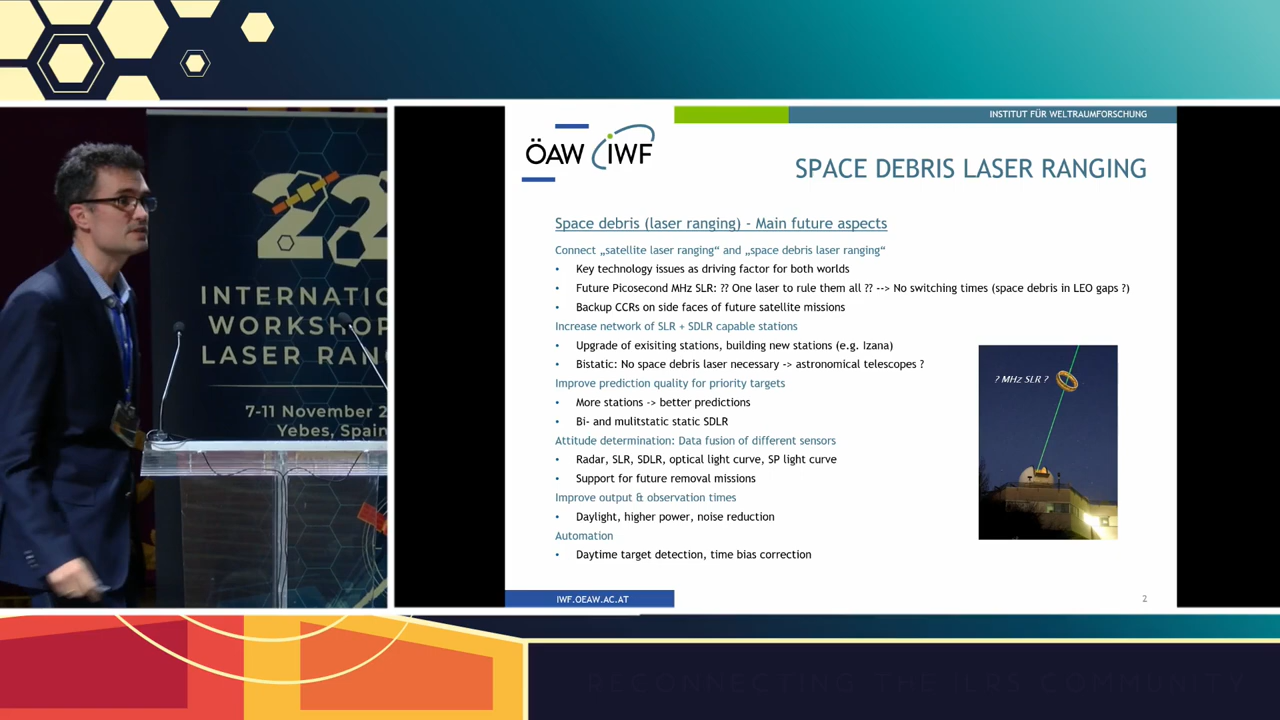 22
INTERNATIO
WORKSHOP
LASER RAN
7-11 November 2
Yebes, Spain
INSTITUT FÜR WELTRAUMFORSCHUNG
ÖAW IWF
SPACE DEBRIS LASER RANGING
Space debris (laser ranging) - Main future aspects
Connect „satellite laser ranging“ and „space debris laser ranging“
• Key technology issues as driving factor for both worlds
• Future Picosecond MHz SLR: ?? One laser to rule them all ?? --> No switching times (space debris in LEO gaps ?)
• Backup CCRs on side faces of future satellite missions
Increase network of SLR + SDLR capable stations
• Upgrade of exisiting stations, building new stations (e.g. Izana)
• Bistatic: No space debris laser necessary -> astronomical telescopes ?
Improve prediction quality for priority targets
• More stations -> better predictions
• Bi- and mulitstatic static SDLR
Attitude determination: Data fusion of different sensors
• Radar, SLR, SDLR, optical light curve, SP light curve
• Support for future removal missions
Improve output & observation times
• Daylight, higher power, noise reduction
Automation
• Daytime target detection, time bias correction
? MHz SLR ?
IWF.OEAW.AC.AT
2
RECONNECTING THE ILRS COMMUNITY